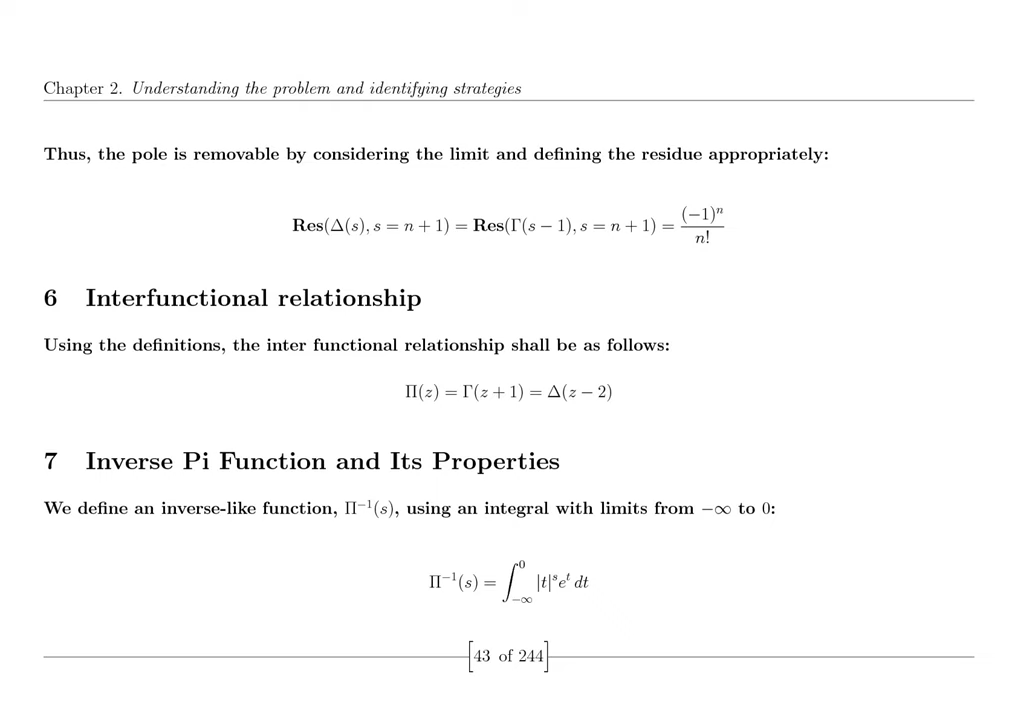 Chapter 2. Understanding the problem and identifying strategies
Thus, the pole is removable by considering the limit and defining the residue appropriately:
Res(Δ(s), s = n + 1) = Res(Γ(s − 1), s = n + 1) = (−1)ⁿ / n!
6 Interfunctional relationship
Using the definitions, the inter functional relationship shall be as follows:
Π(z) = Γ(z + 1) = Δ(z − 2)
7 Inverse Pi Function and Its Properties
We define an inverse-like function, Π⁻¹(s), using an integral with limits from −∞ to 0:
Π⁻¹(s) = ∫_{−∞}^{0} |t|ˢeᵗ dt
[43 of 244]